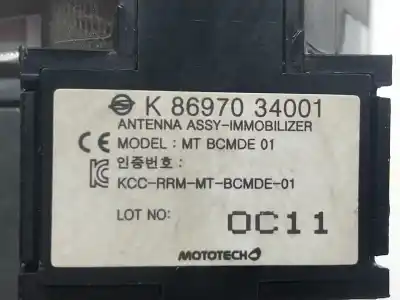 K 86970 34001
ANTENNA ASSY-IMMOBILIZER
CE MODEL : MT BCMDE 01
인증번호 :
KCC-RRM-MT-BCMDE-01
LOT NO: 0C11
MOTOTECH